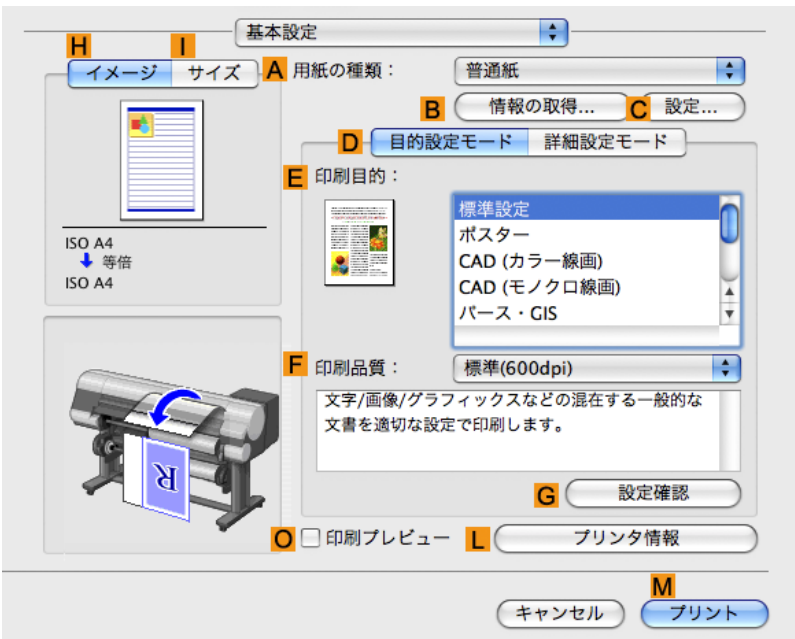 基本設定
H
I
イメージ
サイズ
A
用紙の種類：
普通紙
B
情報の取得...
C
設定...
D
目的設定モード
詳細設定モード
E
印刷目的：
標準設定
ポスター
CAD (カラー線画)
CAD (モノクロ線画)
パース・GIS
ISO A4
等倍
ISO A4
F
印刷品質：
標準(600dpi)
文字/画像/グラフィックスなどの混在する一般的な
文書を適切な設定で印刷します。
R
G
設定確認
O
印刷プレビュー
L
プリンタ情報
M
キャンセル
プリント